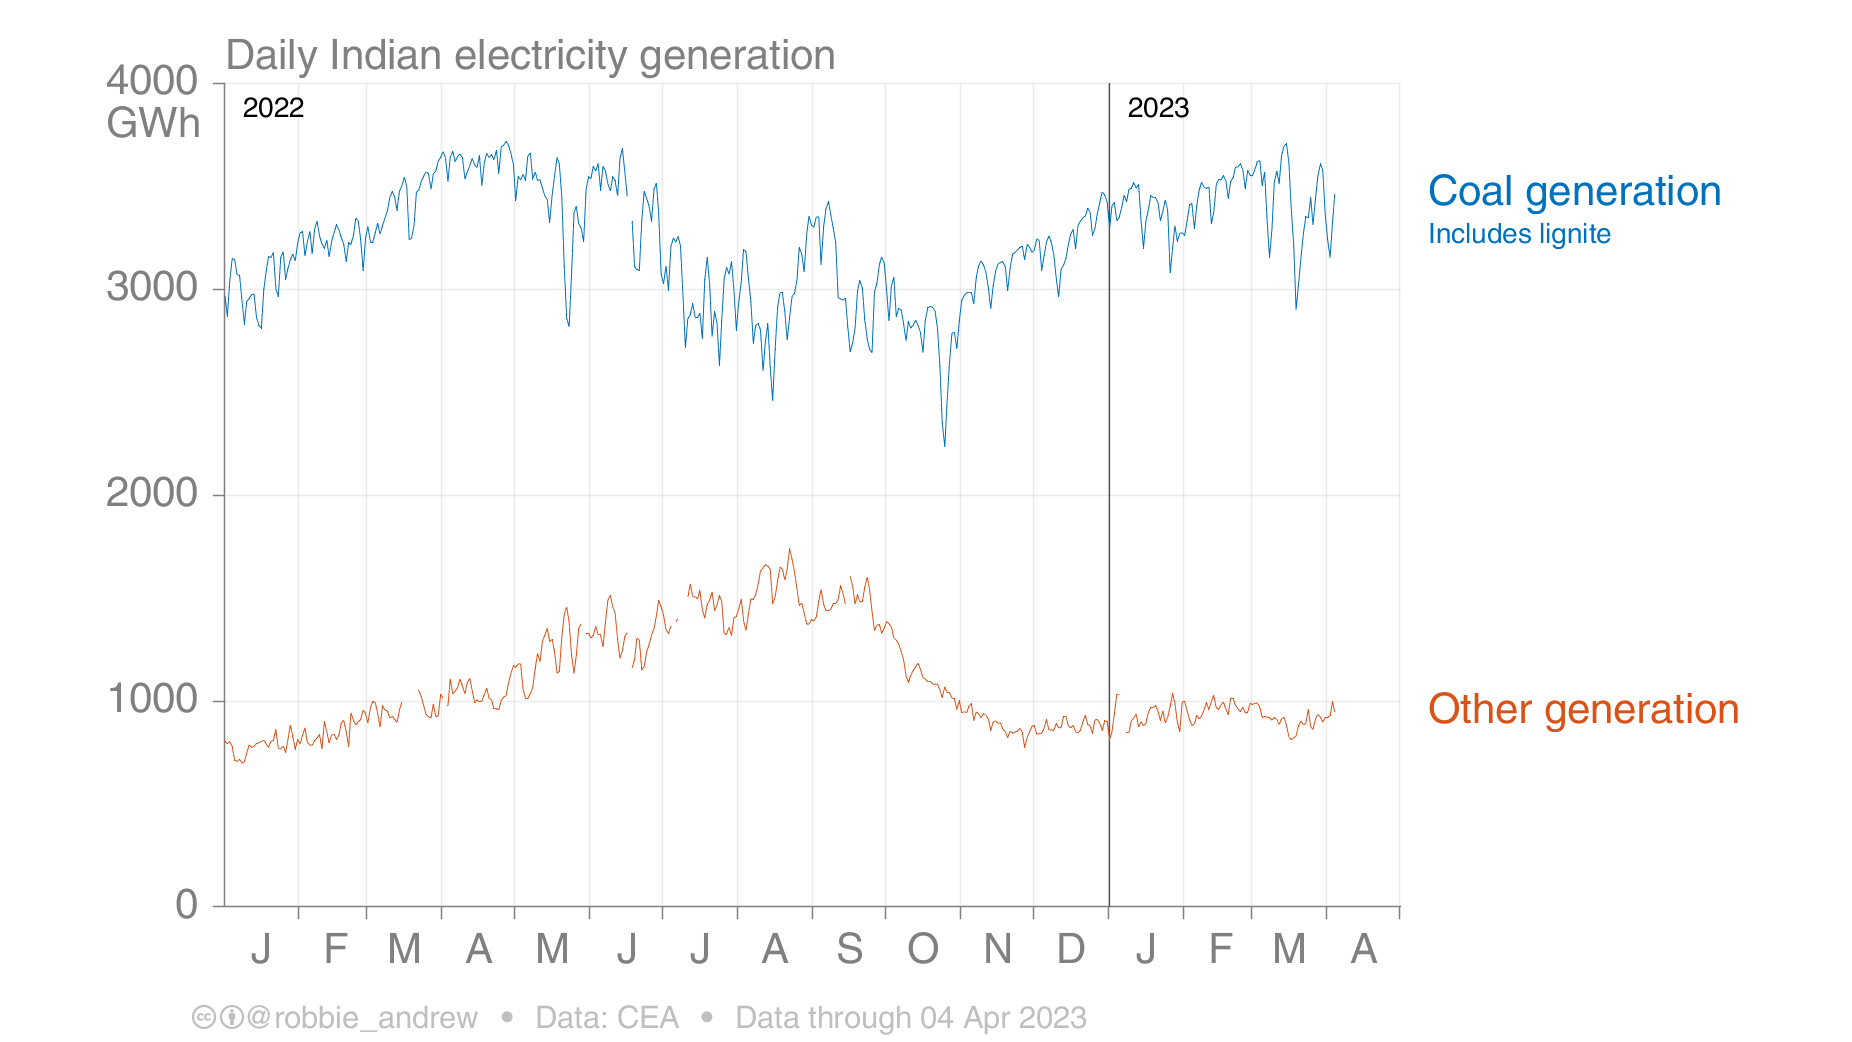 Daily Indian electricity generation
4000
GWh
2022
2023
Coal generation
Includes lignite
3000
2000
1000
Other generation
0
J F M A M J J A S O N D J F M A
@robbie_andrew • Data: CEA • Data through 04 Apr 2023